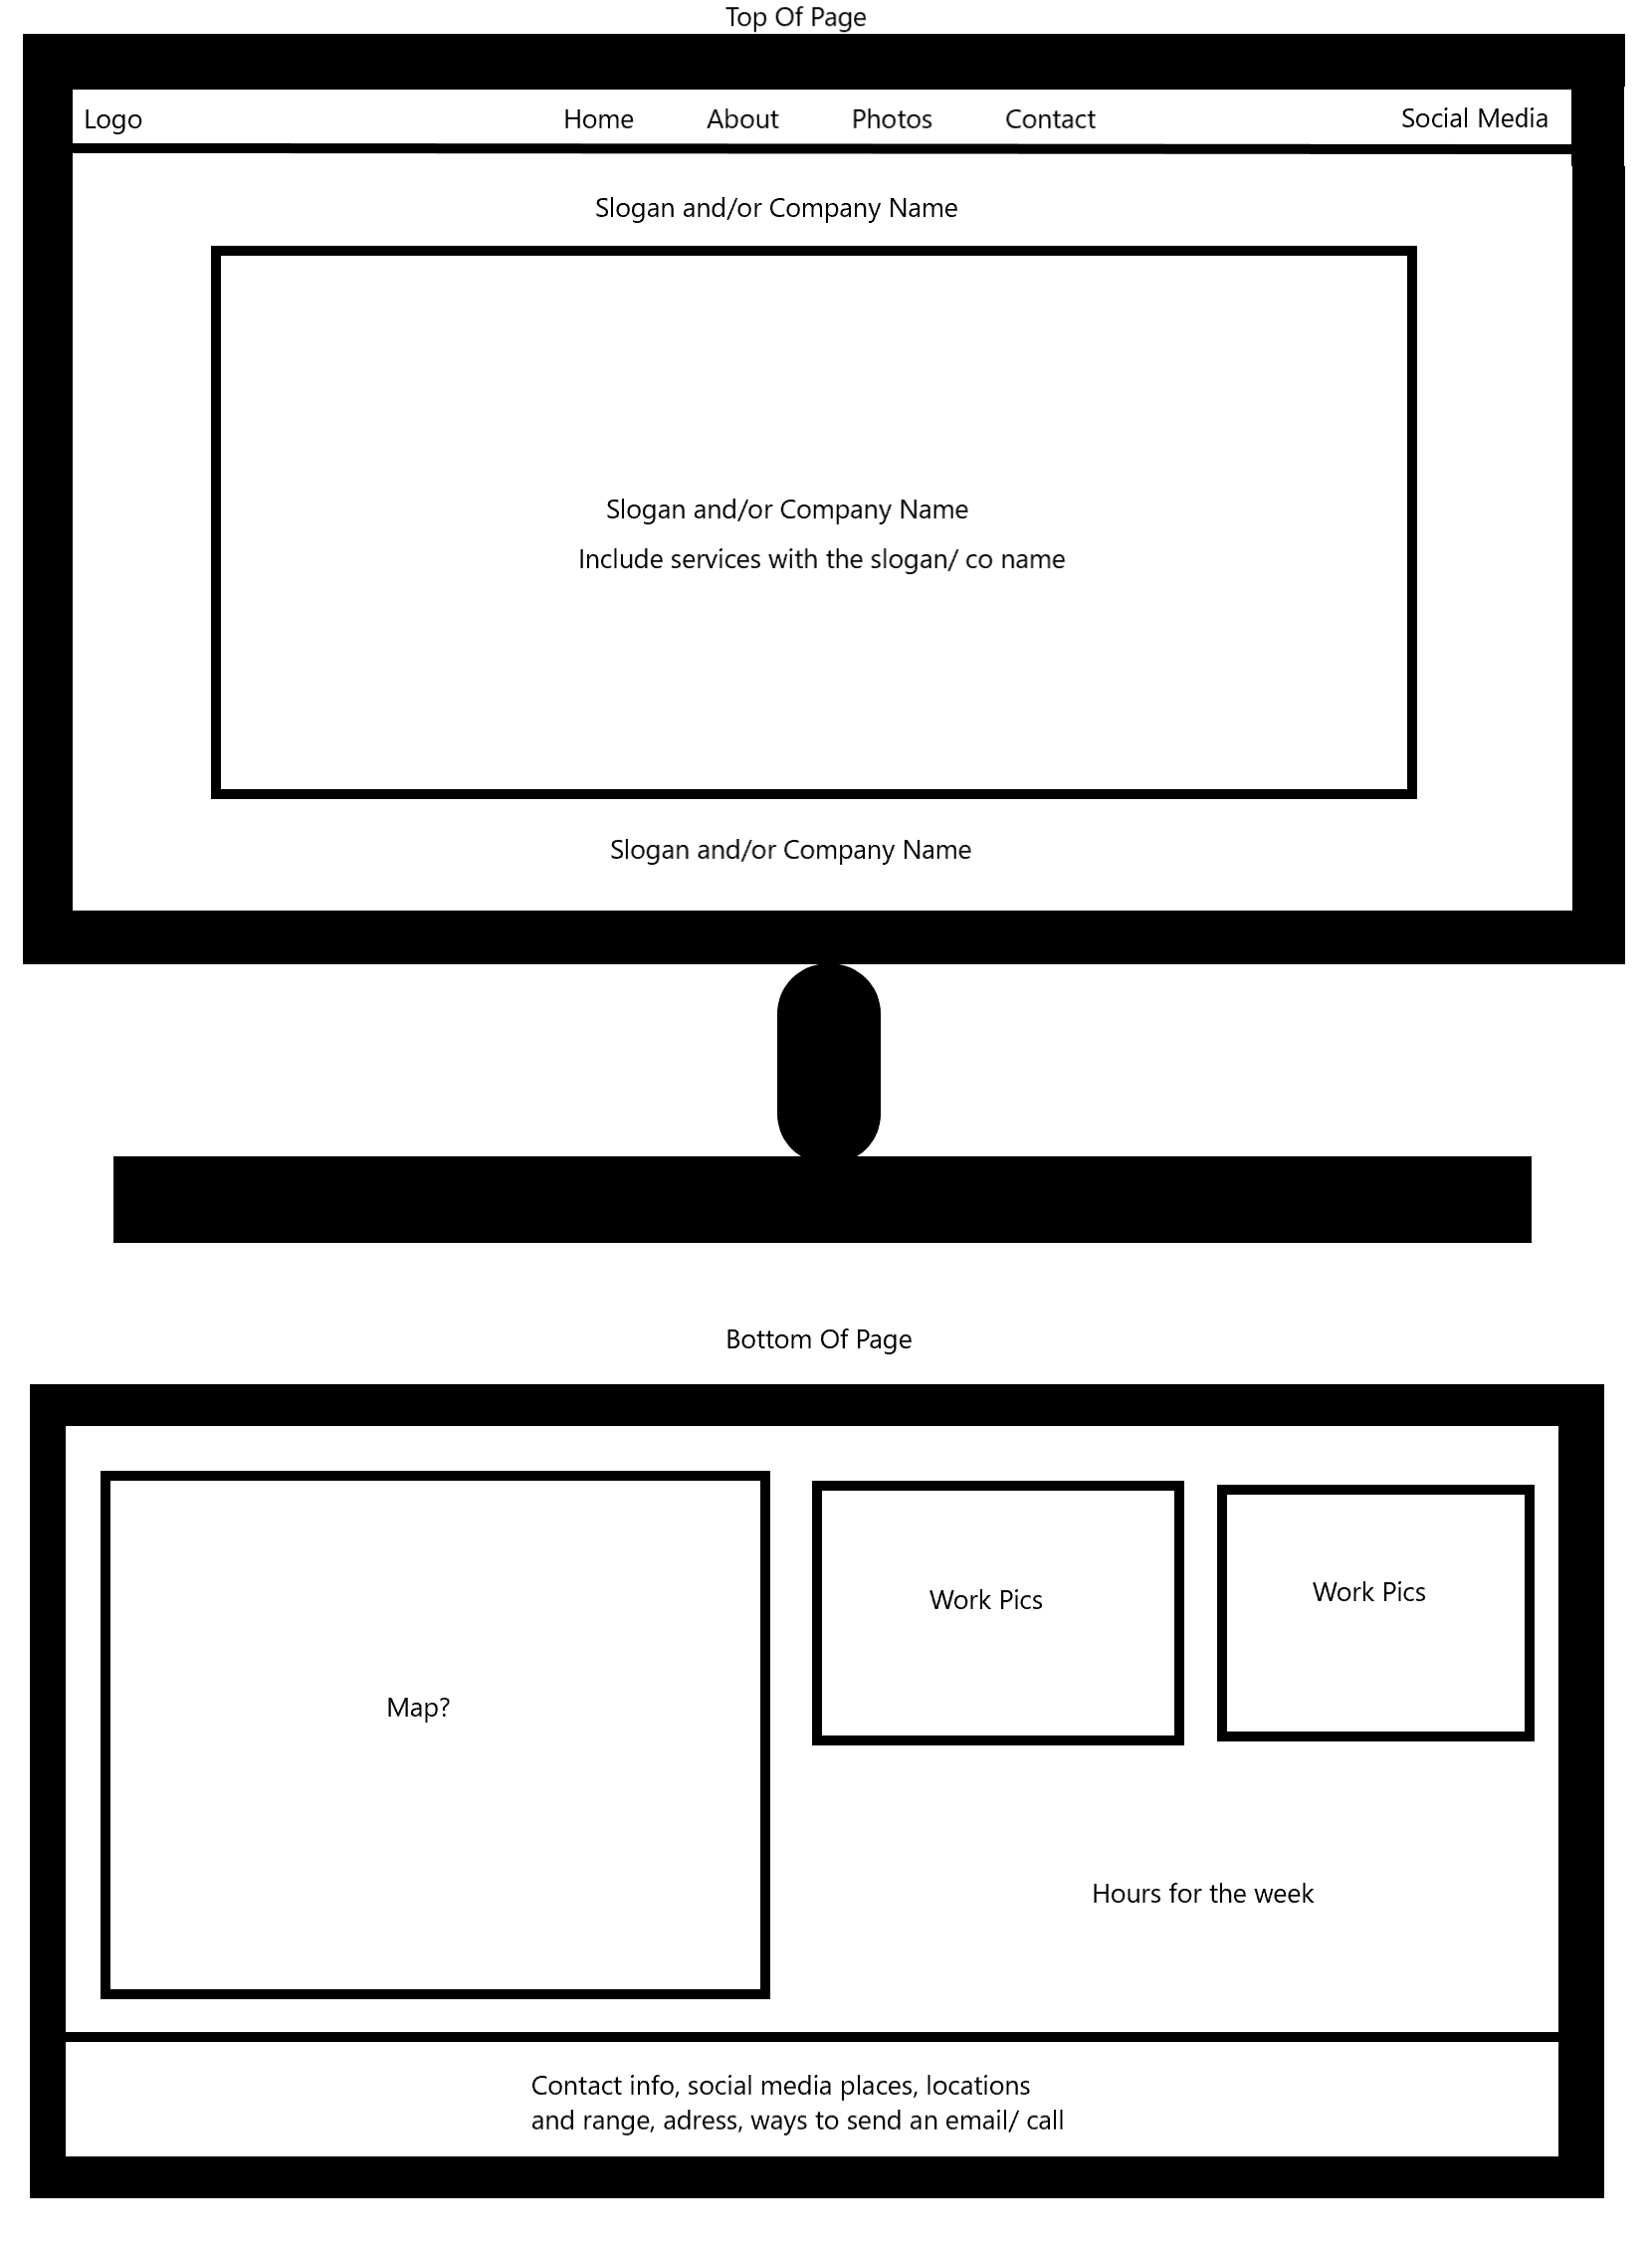 Top Of Page
Logo
Home
About
Photos
Contact
Social Media
Slogan and/or Company Name
Slogan and/or Company Name
Include services with the slogan/ co name
Slogan and/or Company Name
Bottom Of Page
Map?
Work Pics
Work Pics
Hours for the week
Contact info, social media places, locations
and range, adress, ways to send an email/ call